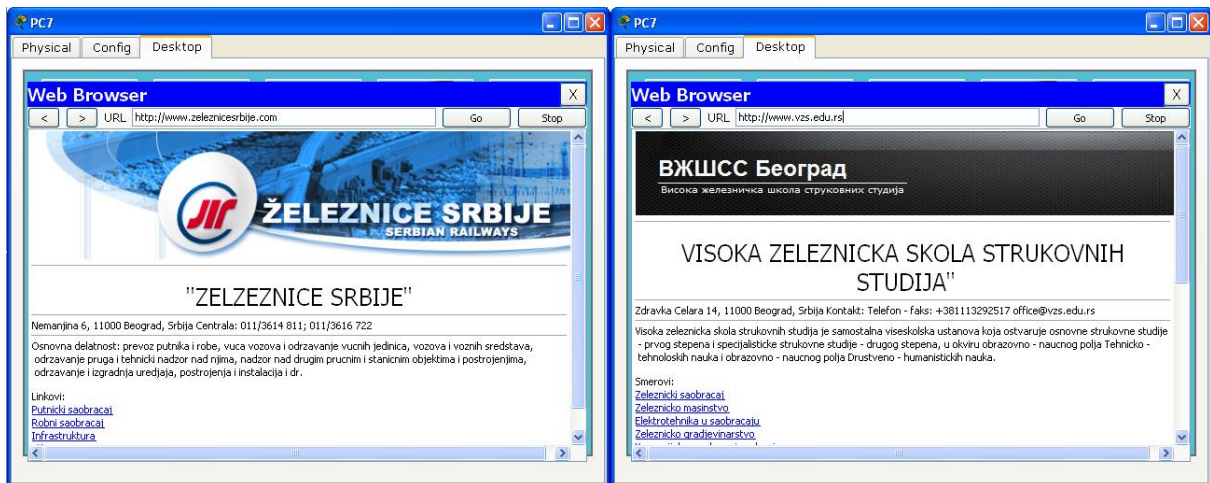 PC7
Physical Config Desktop
Web Browser X
< > URL http://www.zeleznicesrbije.com Go Stop
ŽELEZNICE SRBIJE
SERBIAN RAILWAYS
"ZELZEZNICE SRBIJE"
Nemanjina 6, 11000 Beograd, Srbija Centrala: 011/3614 811; 011/3616 722
Osnovna delatnost: prevoz putnika i robe, vuca vozova i odrzavanje vucnih jedinica, vozova i voznih sredstava,
odrzavanje pruga i tehnicki nadzor nad njima, nadzor nad drugim prucnim i stanicnim objektima i postrojenjima,
odrzavanje i izgradnja uredjaja, postrojenja i instalacija i dr.
Linkovi:
Putnicki saobracaj
Robni saobracaj
Infrastruktura
PC7
Physical Config Desktop
Web Browser X
< > URL http://www.vzs.edu.rs Go Stop
ВЖШСС Београд
Висока железничка школа струковних студија
VISOKA ZELEZNICKA SKOLA STRUKOVNIH
STUDIJA"
Zdravka Celara 14, 11000 Beograd, Srbija Kontakt: Telefon - faks: +381113292517 office@vzs.edu.rs
Visoka zeleznicka skola strukovnih studija je samostalna viseskolska ustanova koja ostvaruje osnovne strukovne studije
- prvog stepena i specijalisticke strukovne studije - drugog stepena, u okviru obrazovno - naucnog polja Tehnicko -
tehnoloskih nauka i obrazovno - naucnog polja Drustveno - humanistickih nauka.
Smerovi:
Zeleznicki saobracaj
Zeleznicko masinstvo
Elektrotehnika u saobracaju
Zeleznicko gradjevinarstvo